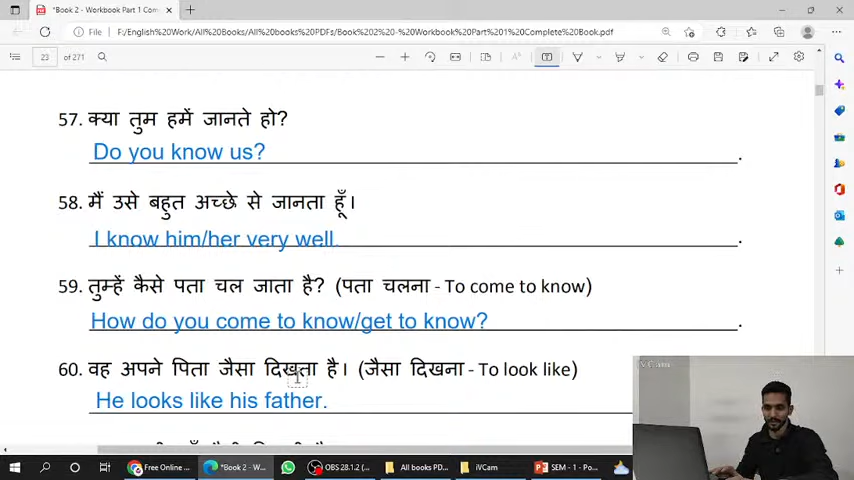 *Book 2 - Workbook Part 1 Com
File
F:/English%20Work/All%20Books/All%20books%20PDFs/Book%202%20-%20Workbook%20Part%201%20Complete%20Book.pdf
23 of 271
57. क्या तुम हमें जानते हो?
Do you know us?
58. मैं उसे बहुत अच्छे से जानता हूँ।
I know him/her very well.
59. तुम्हें कैसे पता चल जाता है? (पता चलना - To come to know)
How do you come to know/get to know?
60. वह अपने पिता जैसा दिखता है। (जैसा दिखना - To look like)
He looks like his father.
Free Online ...
*Book 2 - W...
OBS 28.1.2 (...
All books PD...
iVCam
SEM - 1 - Po...